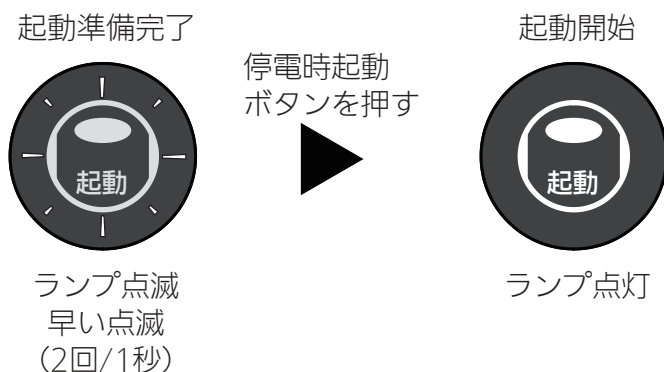 起動準備完了
起動
ランプ点滅
早い点滅
（2回/1秒）
停電時起動
ボタンを押す
起動開始
起動
ランプ点灯